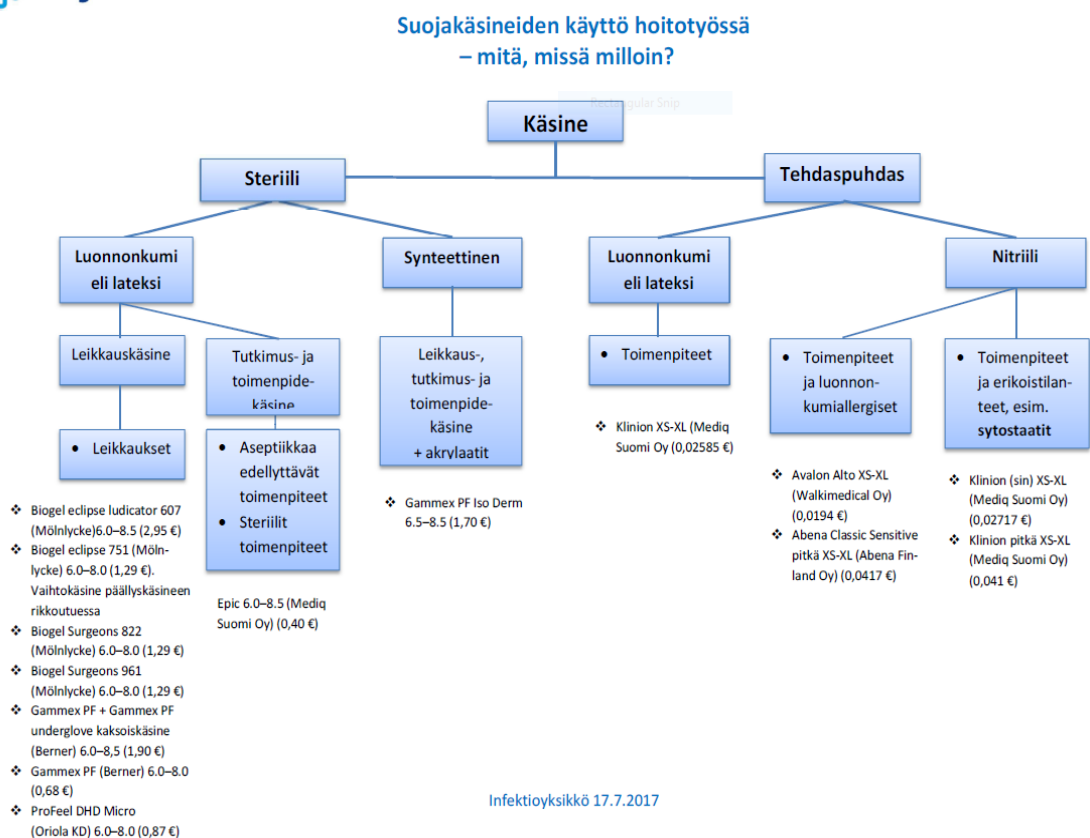 Suojakäsineiden käyttö hoitotyössä
– mitä, missä milloin?
Rectangular Snip
Käsine
Steriili
Tehdaspuhdas
Luonnonkumi
eli lateksi
Synteettinen
Luonnonkumi
eli lateksi
Nitriili
Leikkauskäsine
Tutkimus- ja
toimenpide-
käsine
Leikkaus-,
tutkimus- ja
toimenpide-
käsine
+ akrylaatit
• Toimenpiteet
• Toimenpiteet
ja luonnon-
kumiallergiset
• Toimenpiteet
ja erikoistilan-
teet, esim.
sytostaatit
• Leikkaukset
• Aseptiikkaa
edellyttävät
toimenpiteet
• Steriilit
toimenpiteet
❖ Biogel eclipse ludicator 607
(Mölnlycke)6.0–8.5 (2,95 €)
❖ Biogel eclipse 751 (Möln-
lycke) 6.0–8.0 (1,29 €).
Vaihtokäsine päällyskäsineen
rikkoutuessa
❖ Biogel Surgeons 822
(Mölnlycke) 6.0–8.0 (1,29 €)
❖ Biogel Surgeons 961
(Mölnlycke) 6.0–8.0 (1,29 €)
❖ Gammex PF + Gammex PF
underglove kaksoiskäsine
(Berner) 6.0–8,5 (1,90 €)
❖ Gammex PF (Berner) 6.0–8.0
(0,68 €)
❖ ProFeel DHD Micro
(Oriola KD) 6.0–8.0 (0,87 €)
Epic 6.0–8.5 (Mediq
Suomi Oy) (0,40 €)
❖ Gammex PF Iso Derm
6.5–8.5 (1,70 €)
❖ Klinion XS-XL (Mediq
Suomi Oy (0,02585 €)
❖ Avalon Alto XS-XL
(Walkimedical Oy)
(0,0194 €)
❖ Abena Classic Sensitive
pitkä XS-XL (Abena Fin-
land Oy) (0,0417 €)
❖ Klinion (sin) XS-XL
(Mediq Suomi Oy)
(0,02717 €)
❖ Klinion pitkä XS-XL
(Mediq Suomi Oy)
(0,041 €)
Infektioyksikkö 17.7.2017